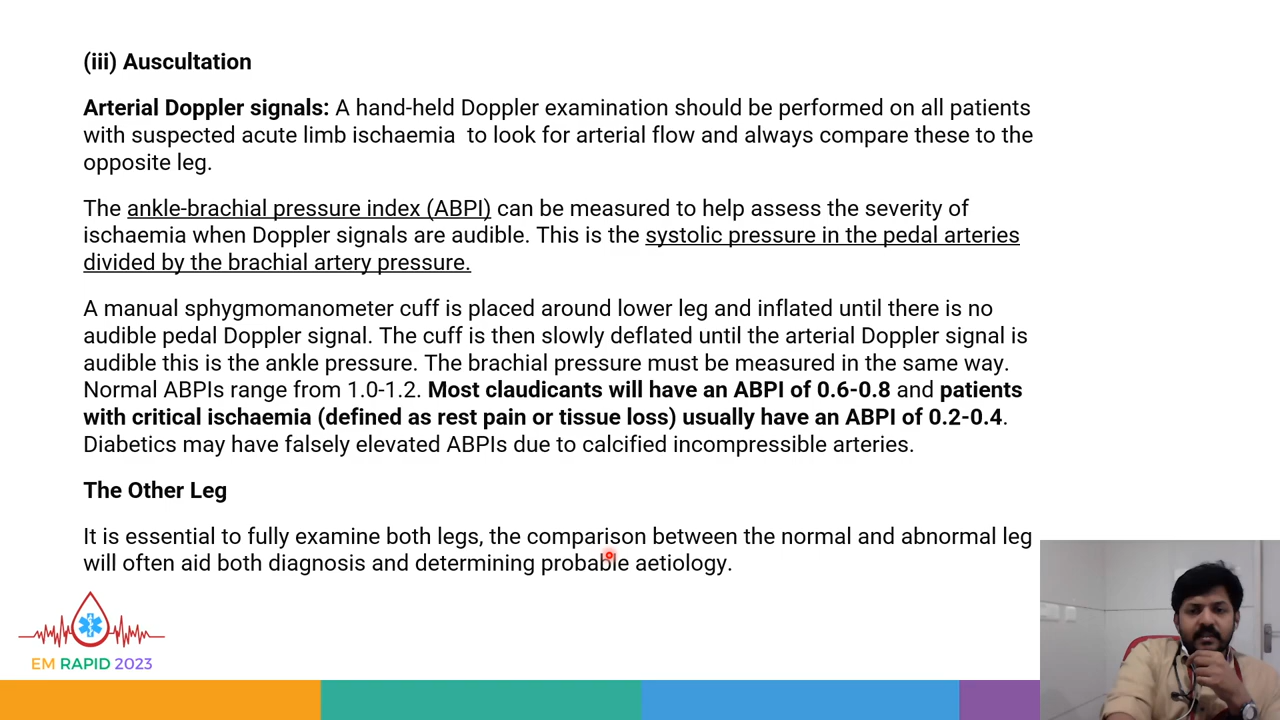 (iii) Auscultation
Arterial Doppler signals: A hand-held Doppler examination should be performed on all patients
with suspected acute limb ischaemia  to look for arterial flow and always compare these to the
opposite leg.
The ankle-brachial pressure index (ABPI) can be measured to help assess the severity of
ischaemia when Doppler signals are audible. This is the systolic pressure in the pedal arteries
divided by the brachial artery pressure.
A manual sphygmomanometer cuff is placed around lower leg and inflated until there is no
audible pedal Doppler signal. The cuff is then slowly deflated until the arterial Doppler signal is
audible this is the ankle pressure. The brachial pressure must be measured in the same way.
Normal ABPIs range from 1.0-1.2. Most claudicants will have an ABPI of 0.6-0.8 and patients
with critical ischaemia (defined as rest pain or tissue loss) usually have an ABPI of 0.2-0.4.
Diabetics may have falsely elevated ABPIs due to calcified incompressible arteries.
The Other Leg
It is essential to fully examine both legs, the comparison between the normal and abnormal leg
will often aid both diagnosis and determining probable aetiology.
EM RAPID 2023